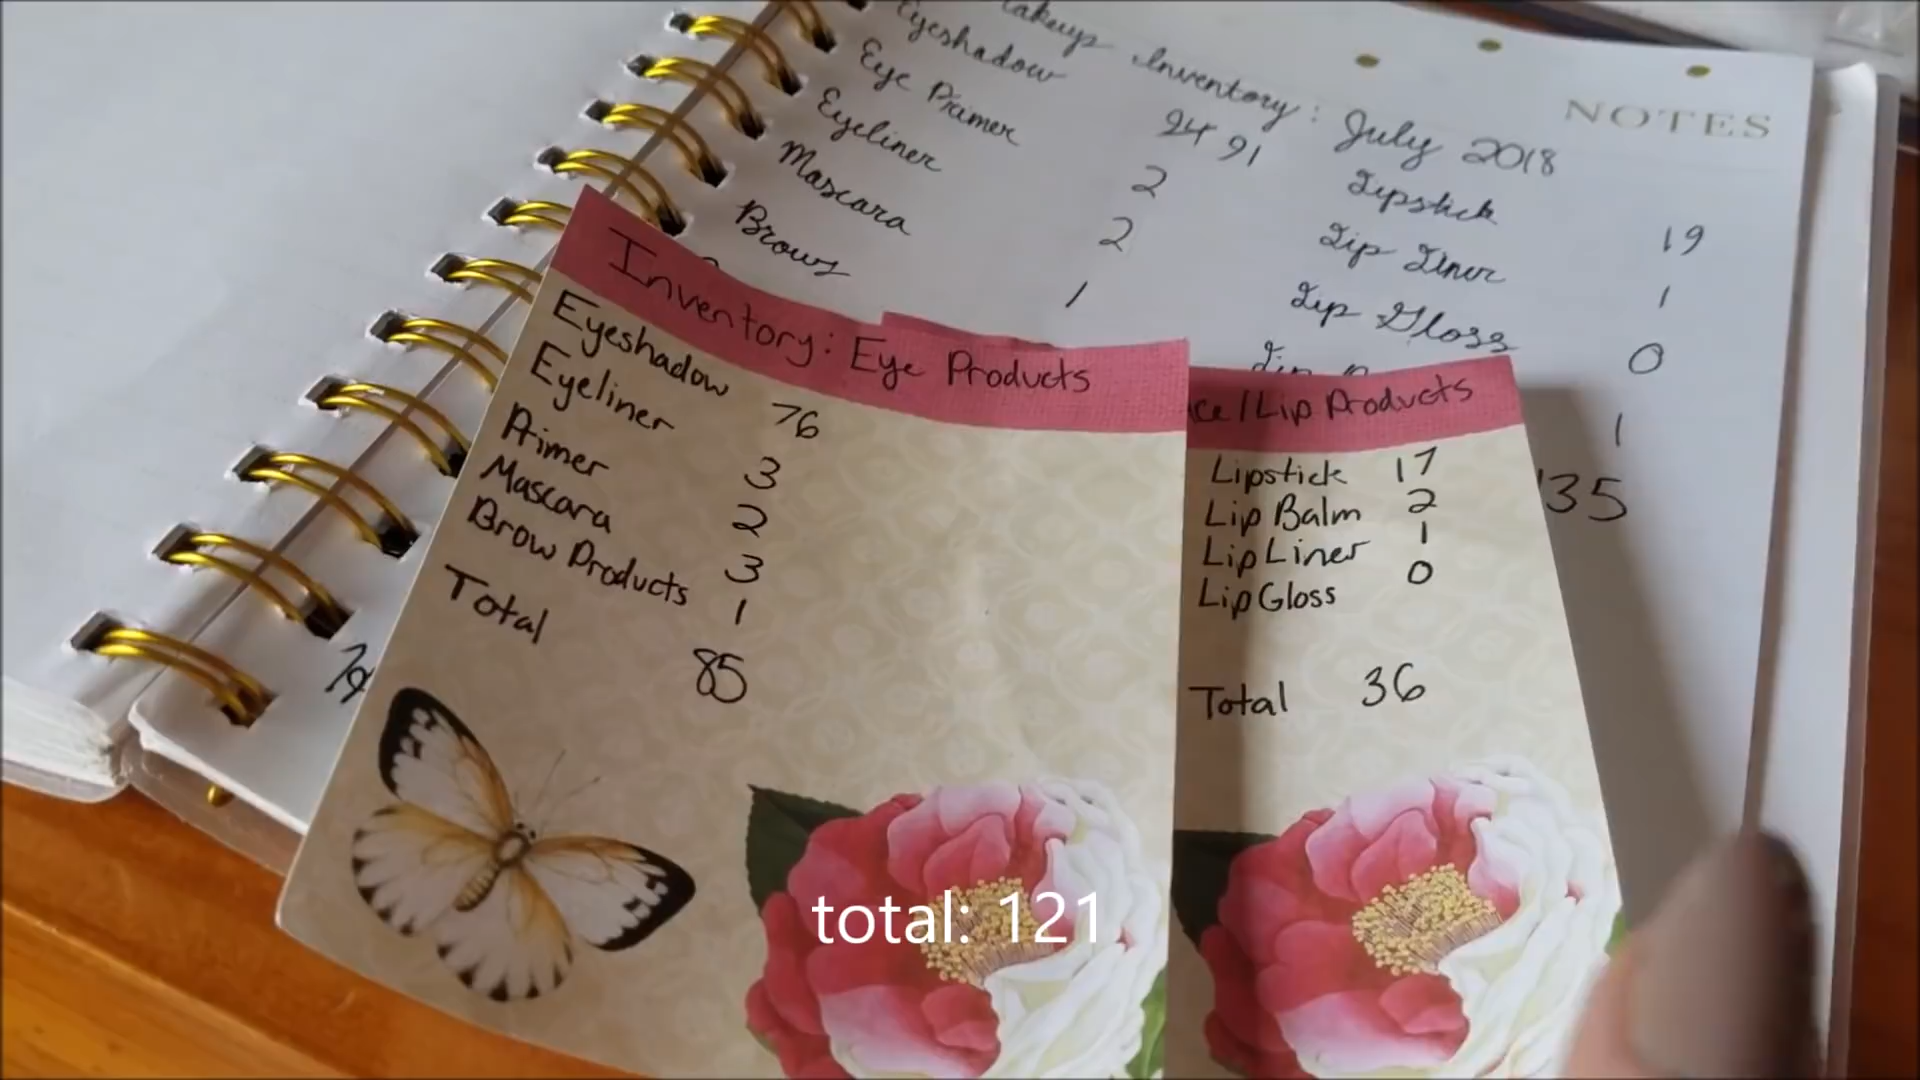 Makeup Inventory: July 2018
NOTES
Eyeshadow 94 91
Eye Primer 2
Eyeliner 2
Mascara 1
Brows
Lipstick 19
Lip Liner 1
Lip Gloss 0
Lip
1
135
Inventory: Eye Products
Eyeshadow 76
Eyeliner 3
Primer 2
Mascara 3
Brow Products 1
Total 85
/Lip Products
Lipstick 17
Lip Balm 2
Lip Liner 1
Lip Gloss 0
Total 36
total: 121